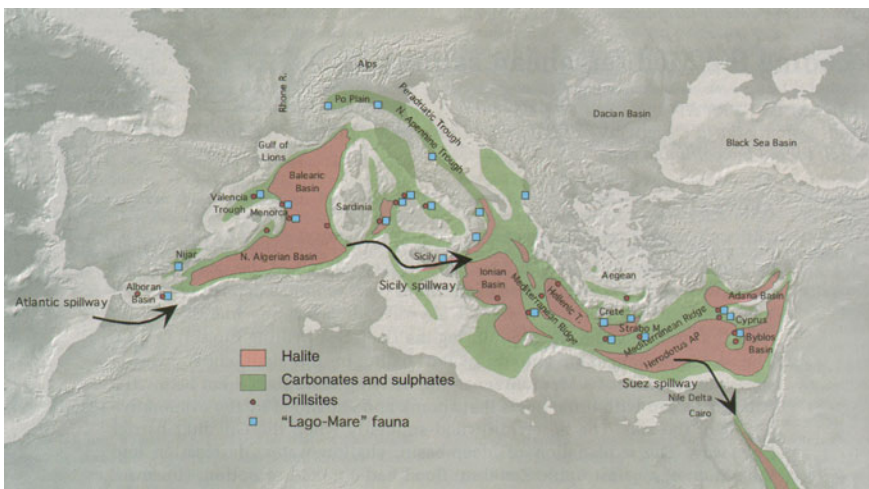 Alps
Rhone R.
Po Plain
Periadriatic Trough
N. Apennine Trough
Dacian Basin
Black Sea Basin
Gulf of
Lions
Balearic
Basin
Valencia
Trough
Menorca
Sardinia
N. Algerian Basin
Nijar
Alboran
Basin
Atlantic spillway
Sicily
Sicily spillway
Ionian
Basin
Mediterranean Ridge
Hellenic T.
Aegean
Crete
Strabo M.
Mediterranean Ridge
Herodotus AP
Adana Basin
Cyprus
Byblos
Basin
Suez spillway
Nile Delta
Cairo
Halite
Carbonates and sulphates
Drillsites
"Lago-Mare" fauna